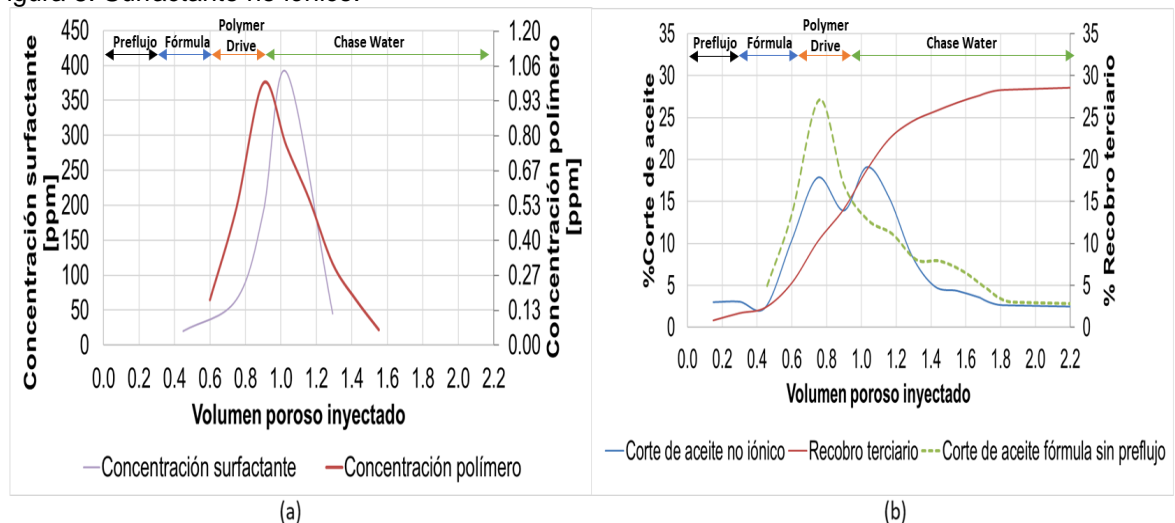 Polymer
Preflujo Fórmula Drive Chase Water
Concentración surfactante
[ppm]
450
400
350
300
250
200
150
100
50
0
1.20
1.06
0.93
0.80
0.67
0.53
0.40
0.27
0.13
0.00
Concentración polímero
[ppm]
0.0 0.2 0.4 0.6 0.8 1.0 1.2 1.4 1.6 1.8 2.0 2.2
Volumen poroso inyectado
Concentración surfactante Concentración polímero
(a)
Polymer
Preflujo Fórmula Drive Chase Water
%Corte de aceite
35
30
25
20
15
10
5
0
35
30
25
20
15
10
5
0
% Recobro terciario
0.0 0.2 0.4 0.6 0.8 1.0 1.2 1.4 1.6 1.8 2.0 2.2
Volumen poroso inyectado
Corte de aceite no iónico Recobro terciario Corte de aceite fórmula sin preflujo
(b)